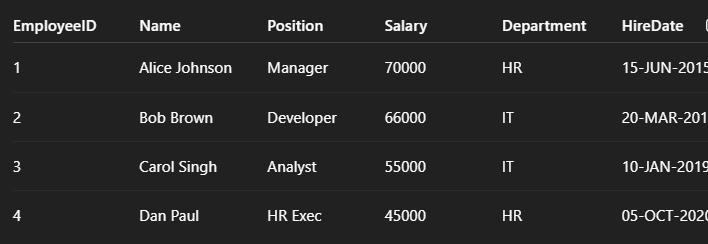 EmployeeID Name Position Salary Department HireDate
1 Alice Johnson Manager 70000 HR 15-JUN-2015
2 Bob Brown Developer 66000 IT 20-MAR-201
3 Carol Singh Analyst 55000 IT 10-JAN-2019
4 Dan Paul HR Exec 45000 HR 05-OCT-2020